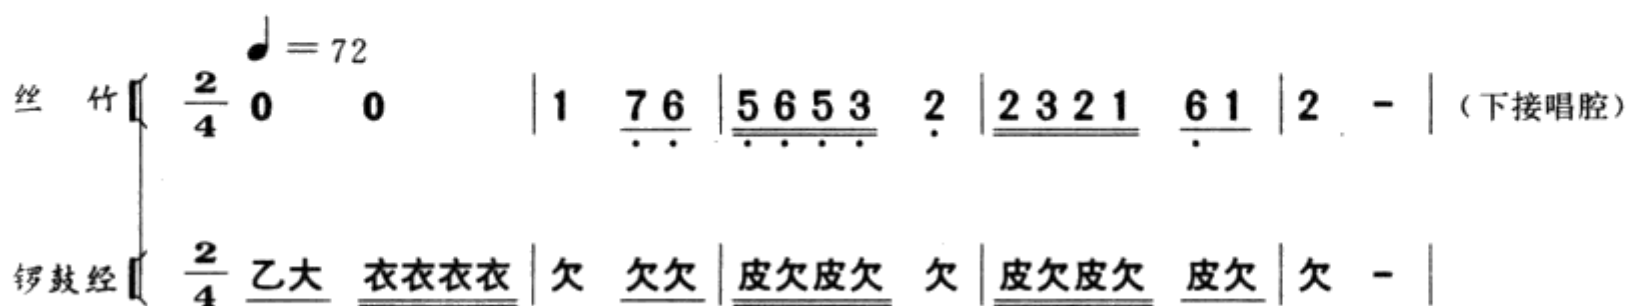 ♩= 72
丝 竹 2/4 0 0 | 1 7 6 | 5 6 5 3 2 | 2 3 2 1 6 1 | 2 - | (下接唱腔)
锣鼓经 2/4 乙大 衣衣衣衣 | 欠 欠欠 | 皮欠皮欠 欠 | 皮欠皮欠 皮欠 | 欠 - |